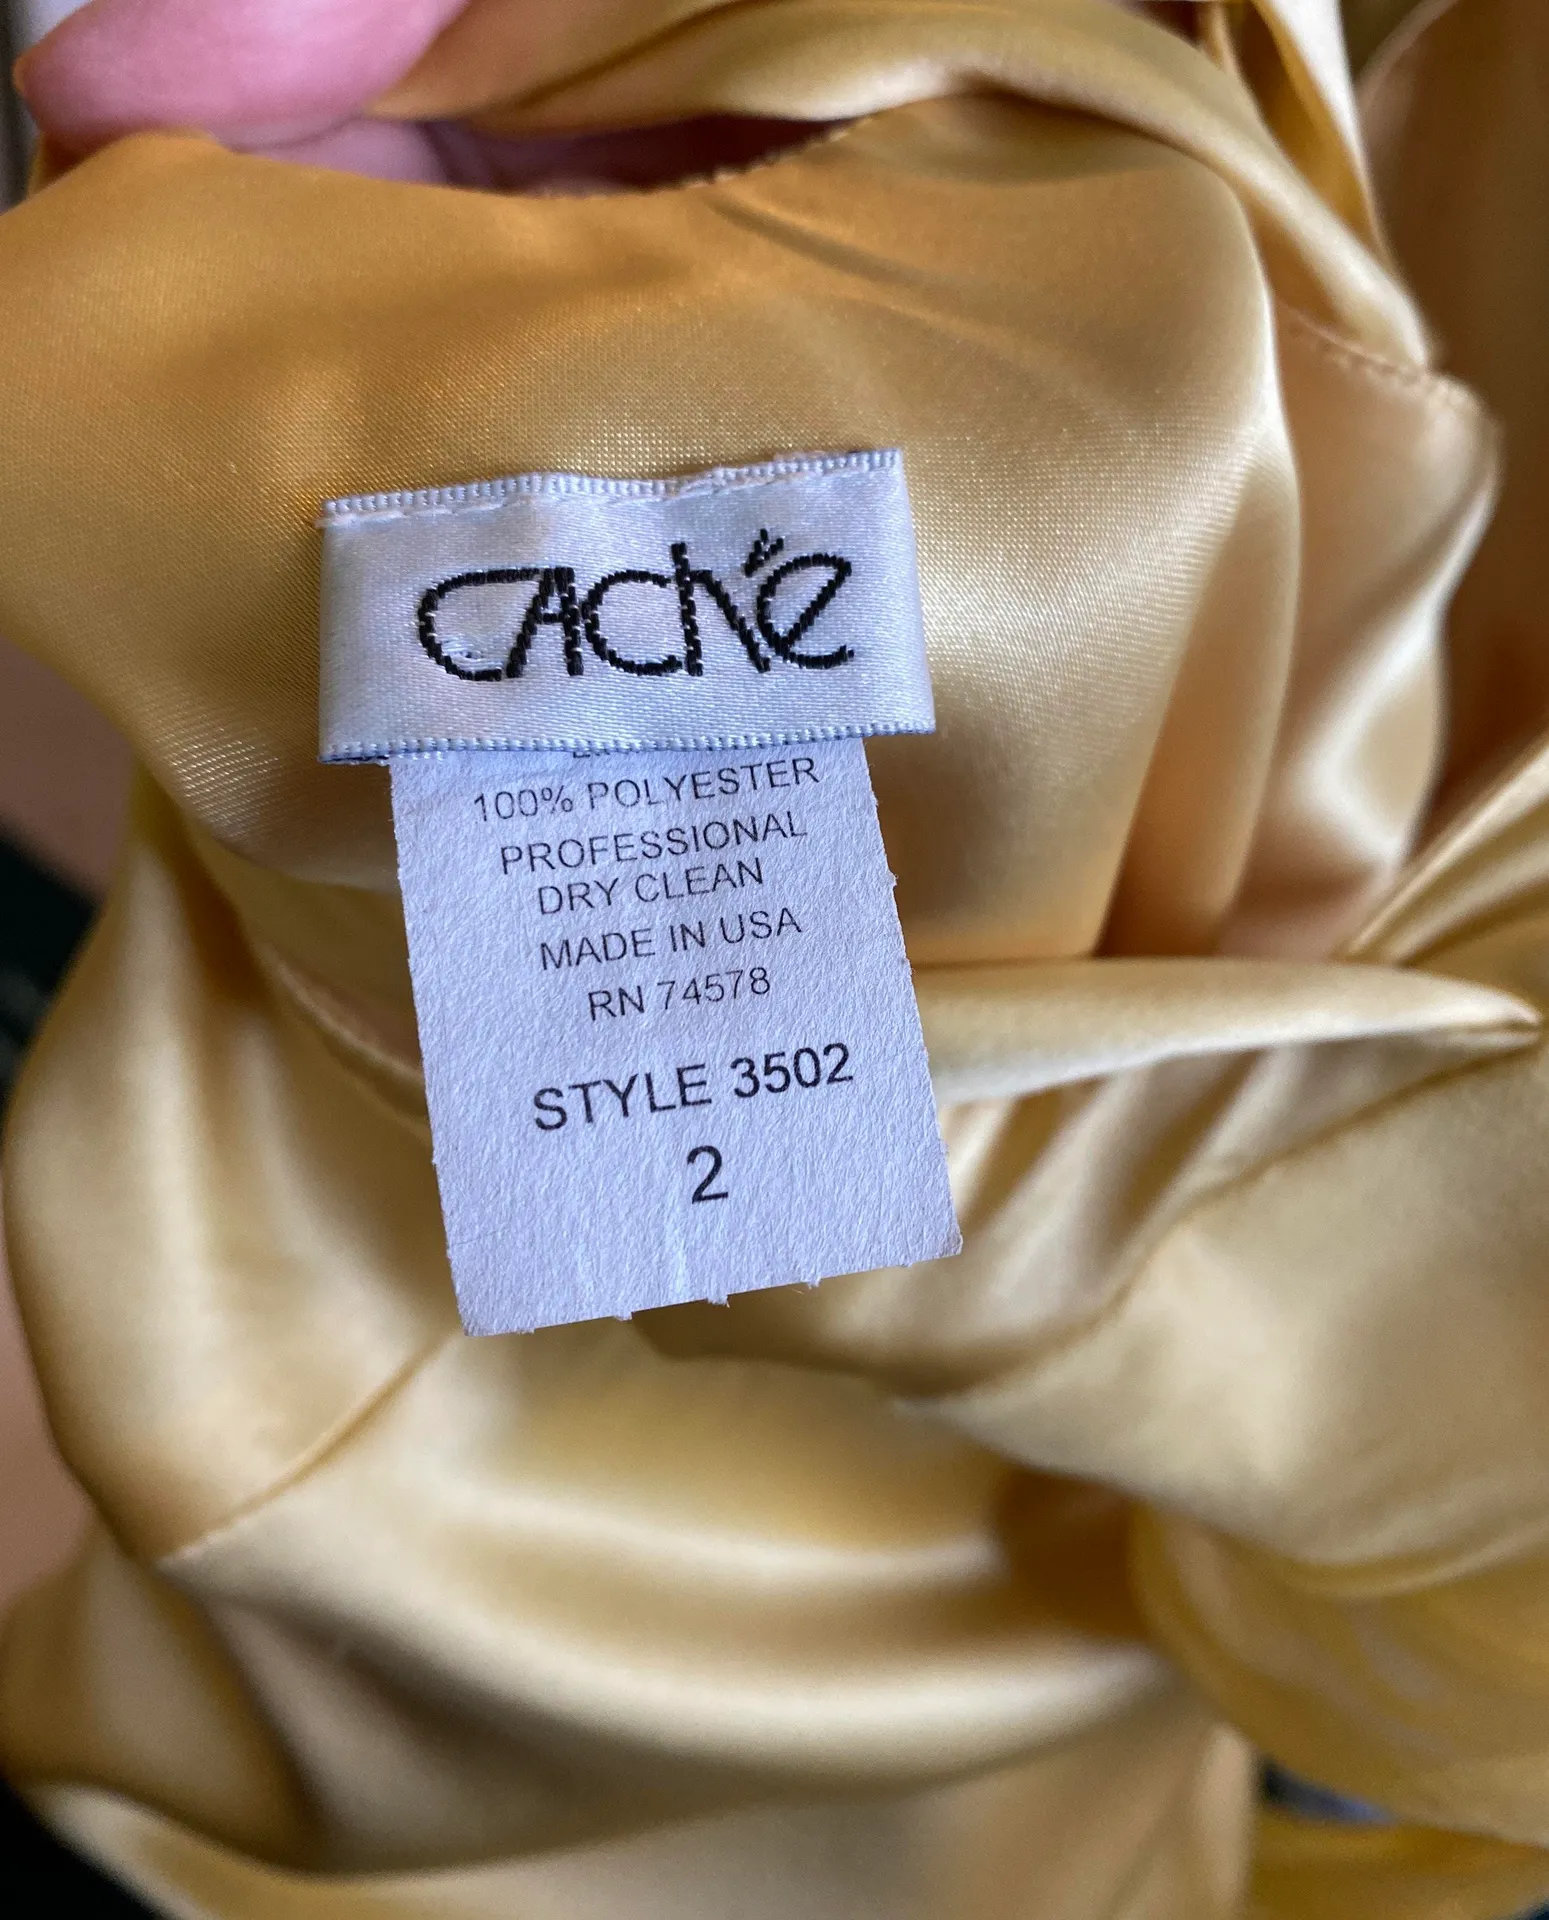 Caché
100% POLYESTER
PROFESSIONAL
DRY CLEAN
MADE IN USA
RN 74578
STYLE 3502
2